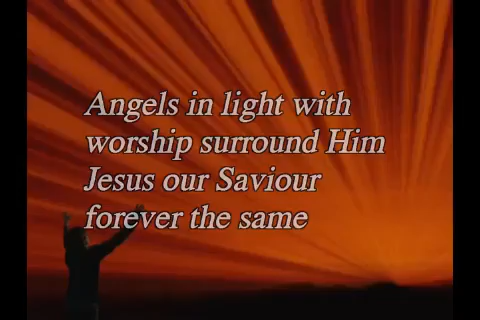 Angels in light with
worship surround Him
Jesus our Saviour
forever the same